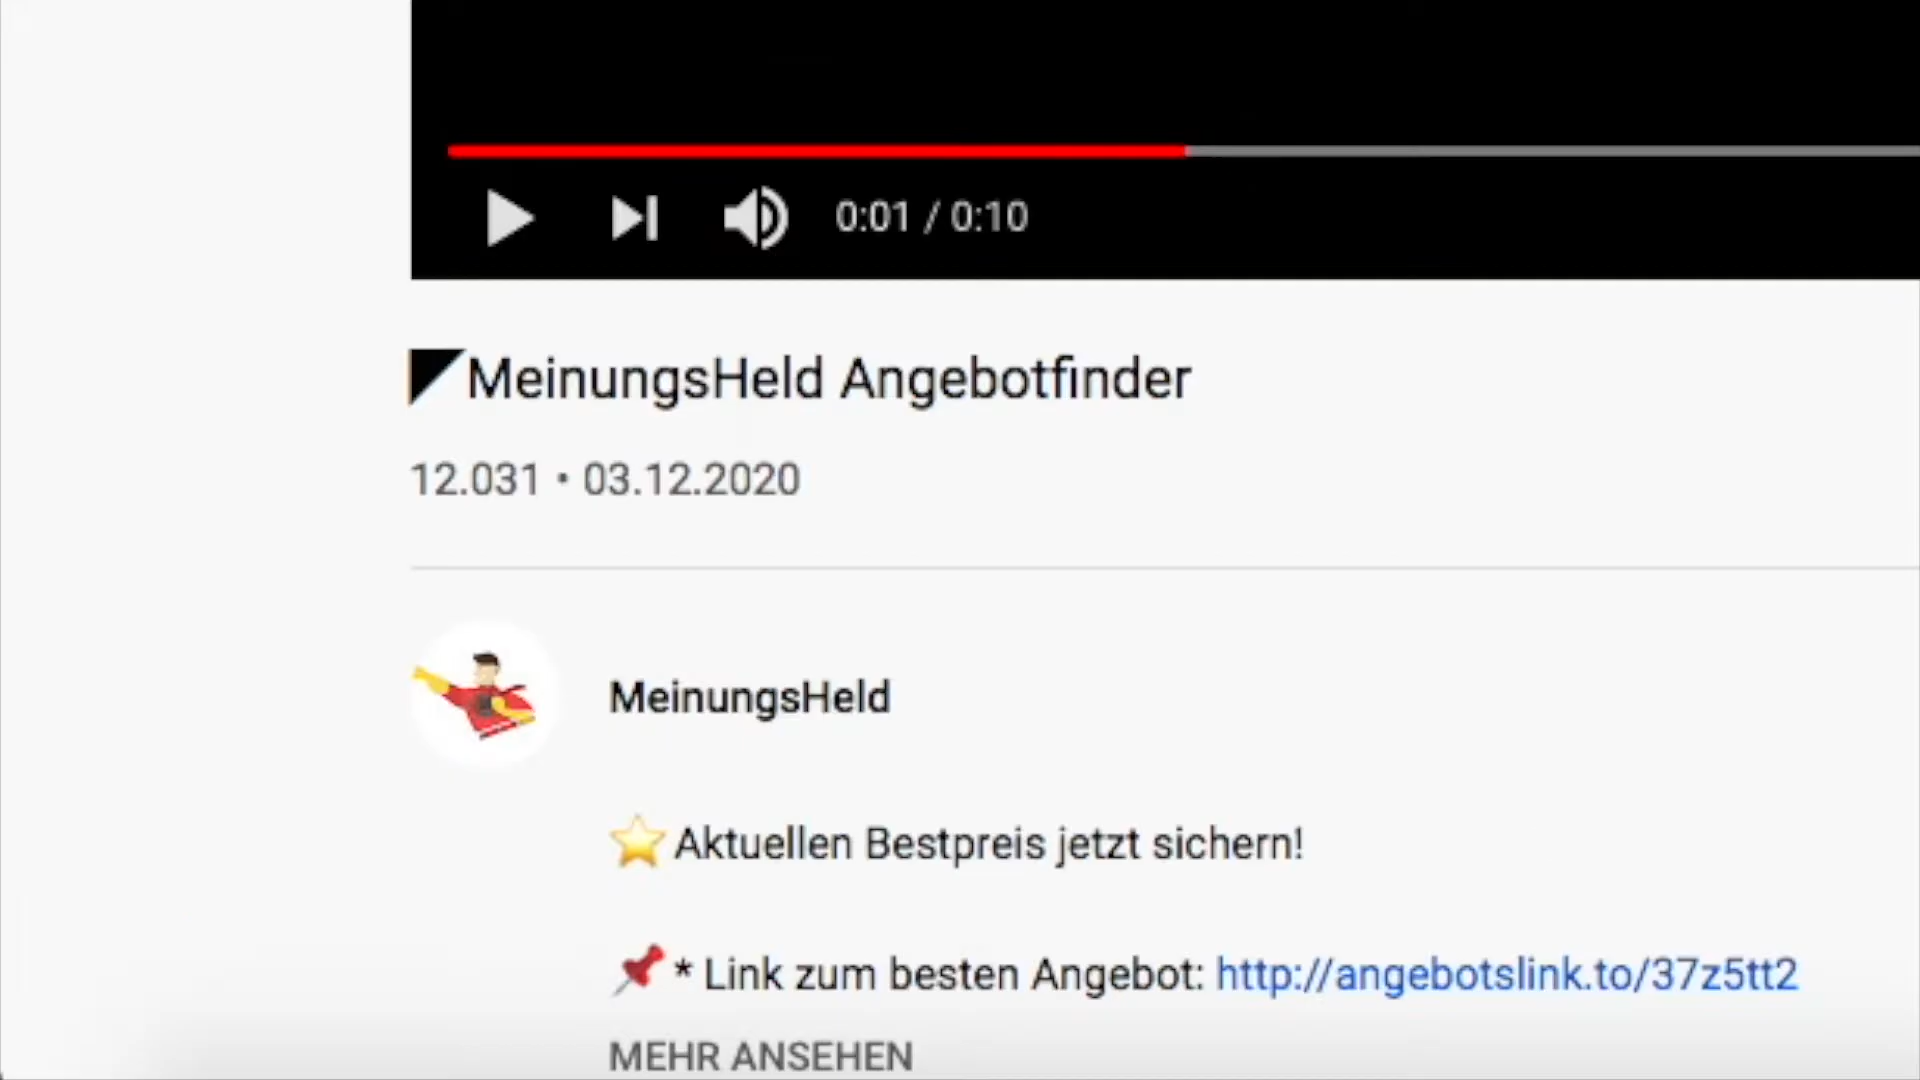 0:01 / 0:10
◤MeinungsHeld Angebotfinder
12.031 • 03.12.2020
MeinungsHeld
⭐Aktuellen Bestpreis jetzt sichern!
📌* Link zum besten Angebot: http://angebotslink.to/37z5tt2
MEHR ANSEHEN